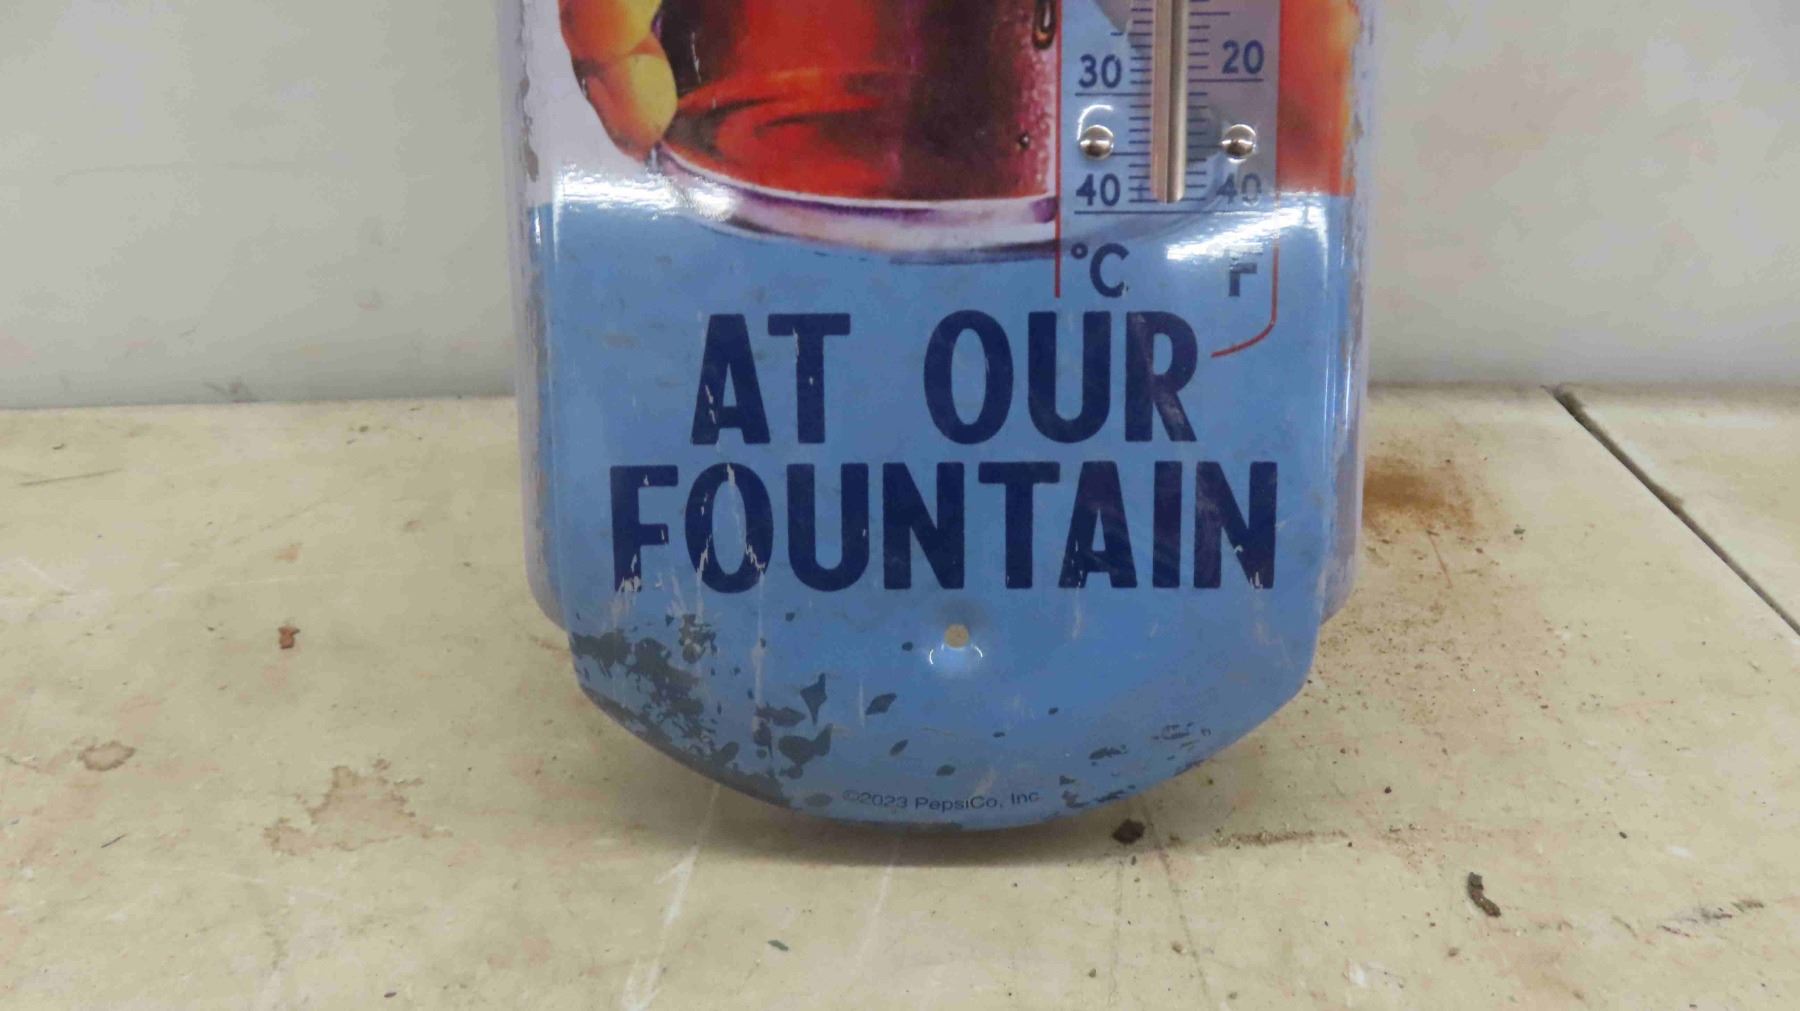 30 20
40 40
°C F
AT OUR
FOUNTAIN
©2023 PepsiCo, Inc